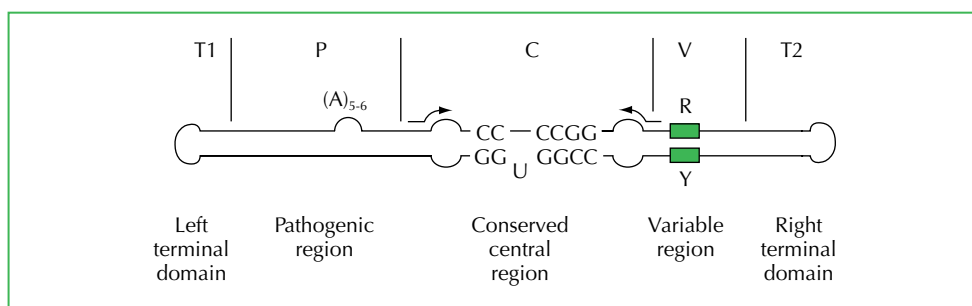 T1 P C V T2
(A)5-6 R
CC CCGG
GG U GGCC
Y
Left terminal domain
Pathogenic region
Conserved central region
Variable region
Right terminal domain